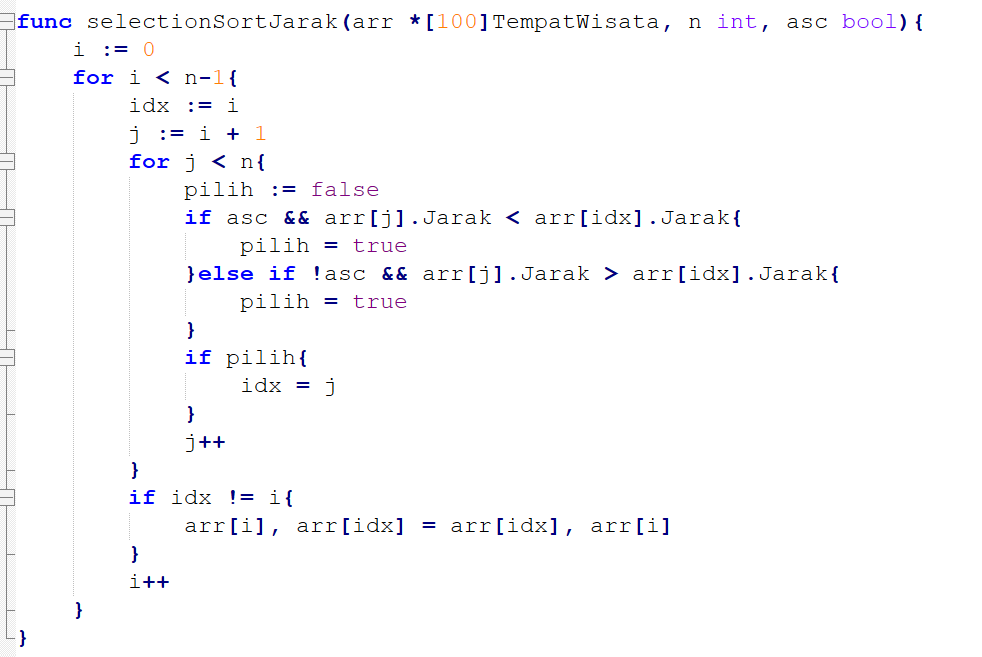 func selectionSortJarak(arr *[100]TempatWisata, n int, asc bool){
    i := 0
    for i < n-1{
        idx := i
        j := i + 1
        for j < n{
            pilih := false
            if asc && arr[j].Jarak < arr[idx].Jarak{
                pilih = true
            }else if !asc && arr[j].Jarak > arr[idx].Jarak{
                pilih = true
            }
            if pilih{
                idx = j
            }
            j++
        }
        if idx != i{
            arr[i], arr[idx] = arr[idx], arr[i]
        }
        i++
    }
}